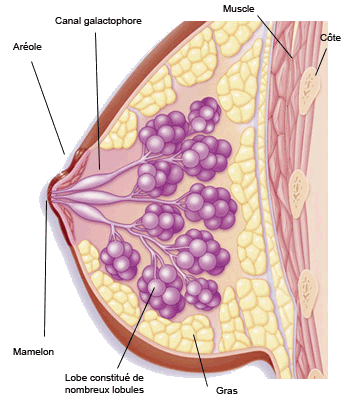 Muscle
Canal galactophore
Côte
Aréole
Mamelon
Lobe constitué de
nombreux lobules
Gras